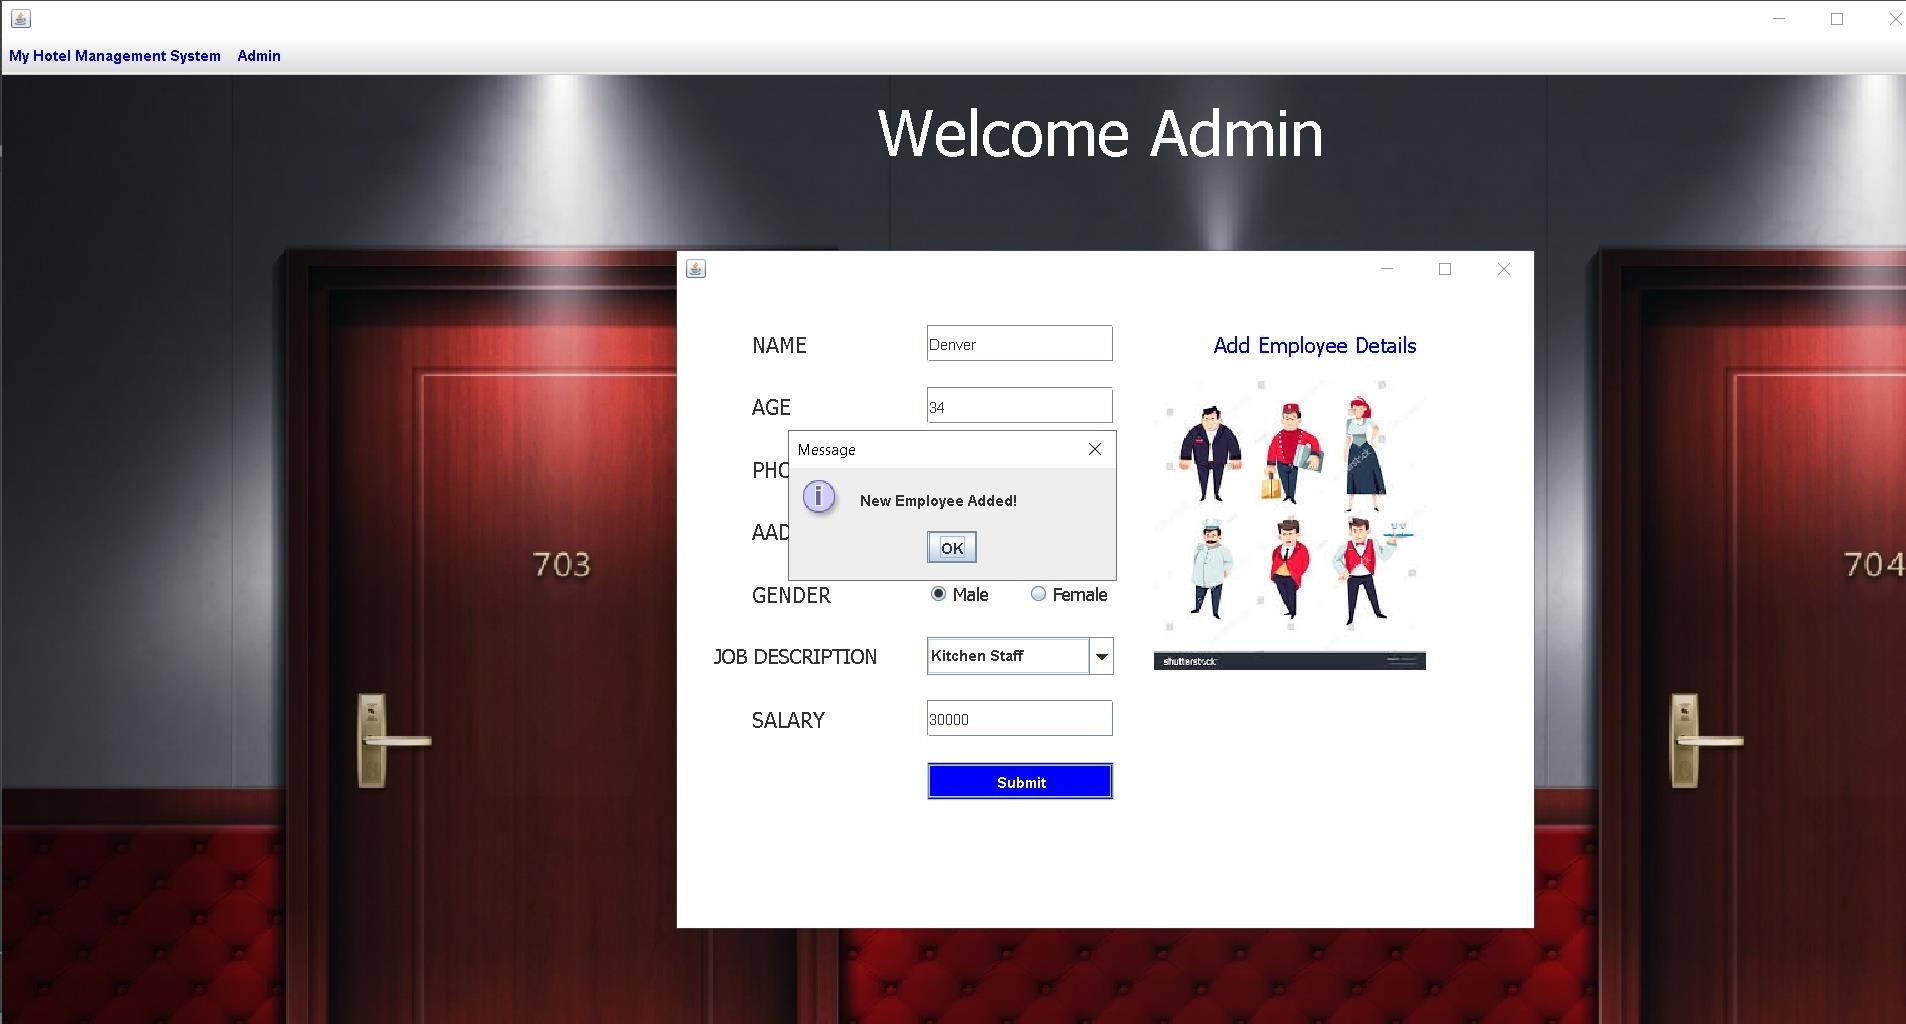 My Hotel Management System Admin
Welcome Admin
NAME Denver
Add Employee Details
AGE 34
Message
PHO
New Employee Added!
AAD
OK
GENDER Male Female
JOB DESCRIPTION Kitchen Staff
shutterstock
SALARY 30000
Submit
703
704